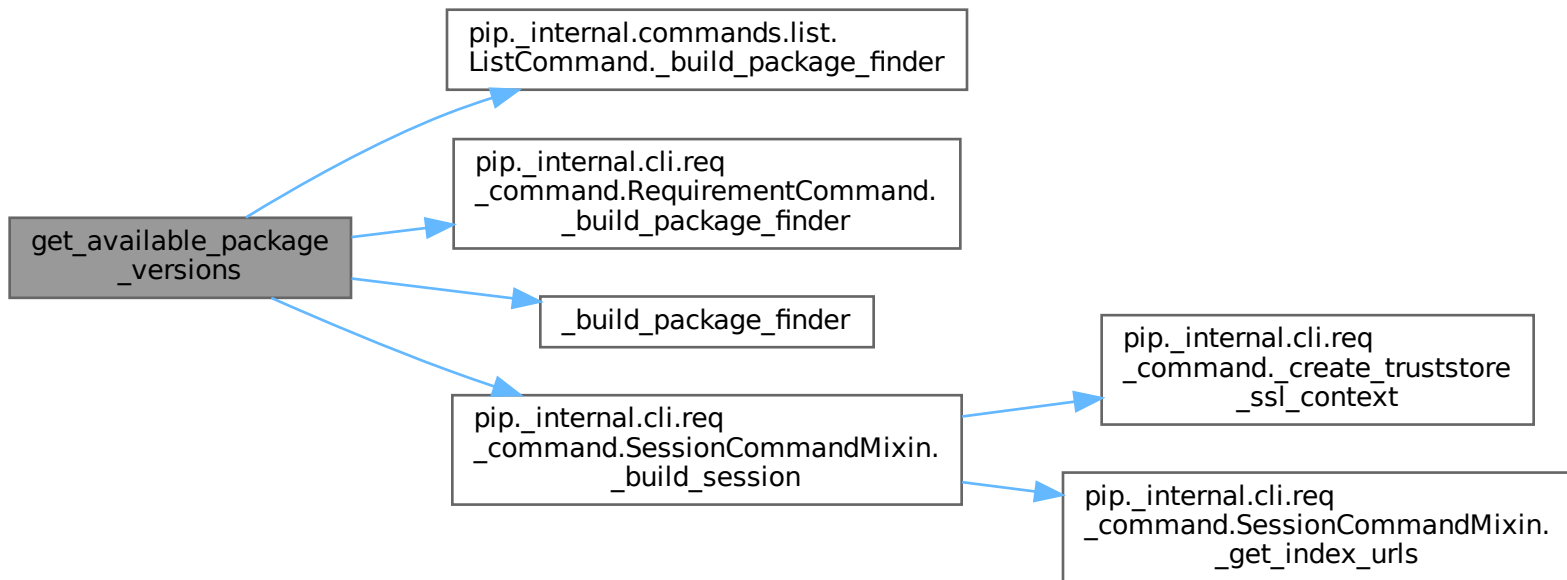 pip._internal.commands.list.
ListCommand._build_package_finder
pip._internal.cli.req
_command.RequirementCommand.
_build_package_finder
get_available_package
_versions
_build_package_finder
pip._internal.cli.req
_command.SessionCommandMixin.
_build_session
pip._internal.cli.req
_command._create_truststore
_ssl_context
pip._internal.cli.req
_command.SessionCommandMixin.
_get_index_urls